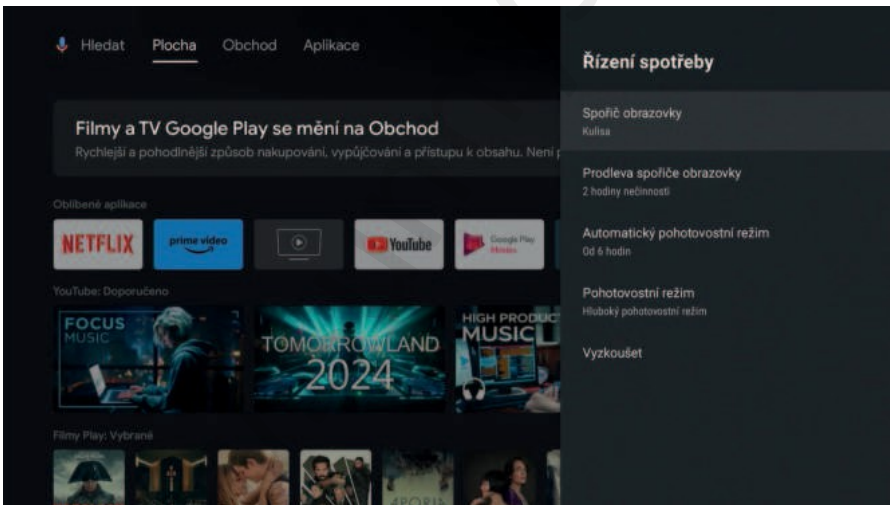 Hledat Plocha Obchod Aplikace
Filmy a TV Google Play se mění na Obchod
Rychlejší a pohodlnější způsob nakupování, vypůjčování a přístupu k obsahu. Není
Oblíbené aplikace
NETFLIX
prime video
YouTube
Google Play
Movies
YouTube: Doporučeno
FOCUS
MUSIC
TOMORROWLAND
2024
HIGH PRODUC
MUSIC
Filmy Play: Vybrané
APORIA
Řízení spotřeby
Spořič obrazovky
Kulisa
Prodleva spořiče obrazovky
2 hodiny nečinnosti
Automatický pohotovostní režim
Od 6 hodin
Pohotovostní režim
Hluboký pohotovostní režim
Vyzkoušet